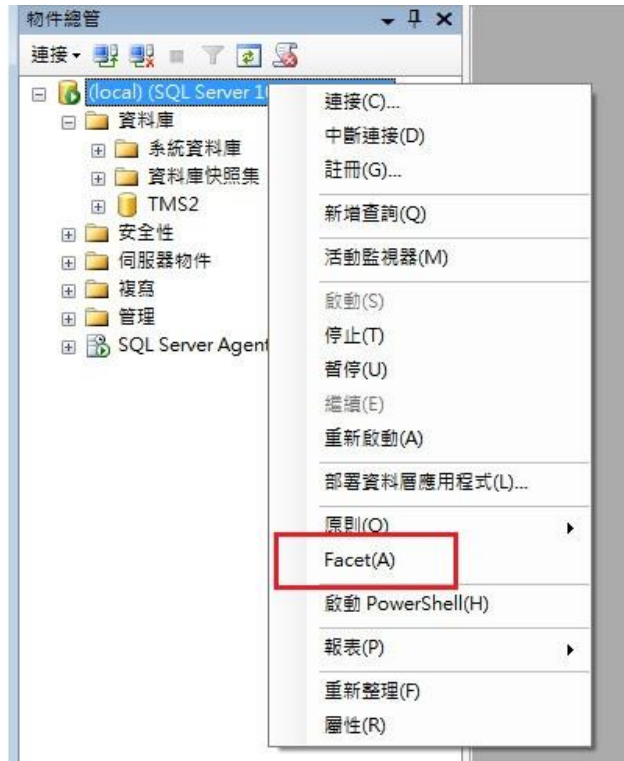 物件總管
連接
(local) (SQL Server 10
資料庫
系統資料庫
資料庫快照集
TMS2
安全性
伺服器物件
複寫
管理
SQL Server Agent
連接(C)...
中斷連接(D)
註冊(G)...
新增查詢(Q)
活動監視器(M)
啟動(S)
停止(T)
暫停(U)
繼續(E)
重新啟動(A)
部署資料層應用程式(L)...
原則(O)
Facet(A)
啟動 PowerShell(H)
報表(P)
重新整理(F)
屬性(R)